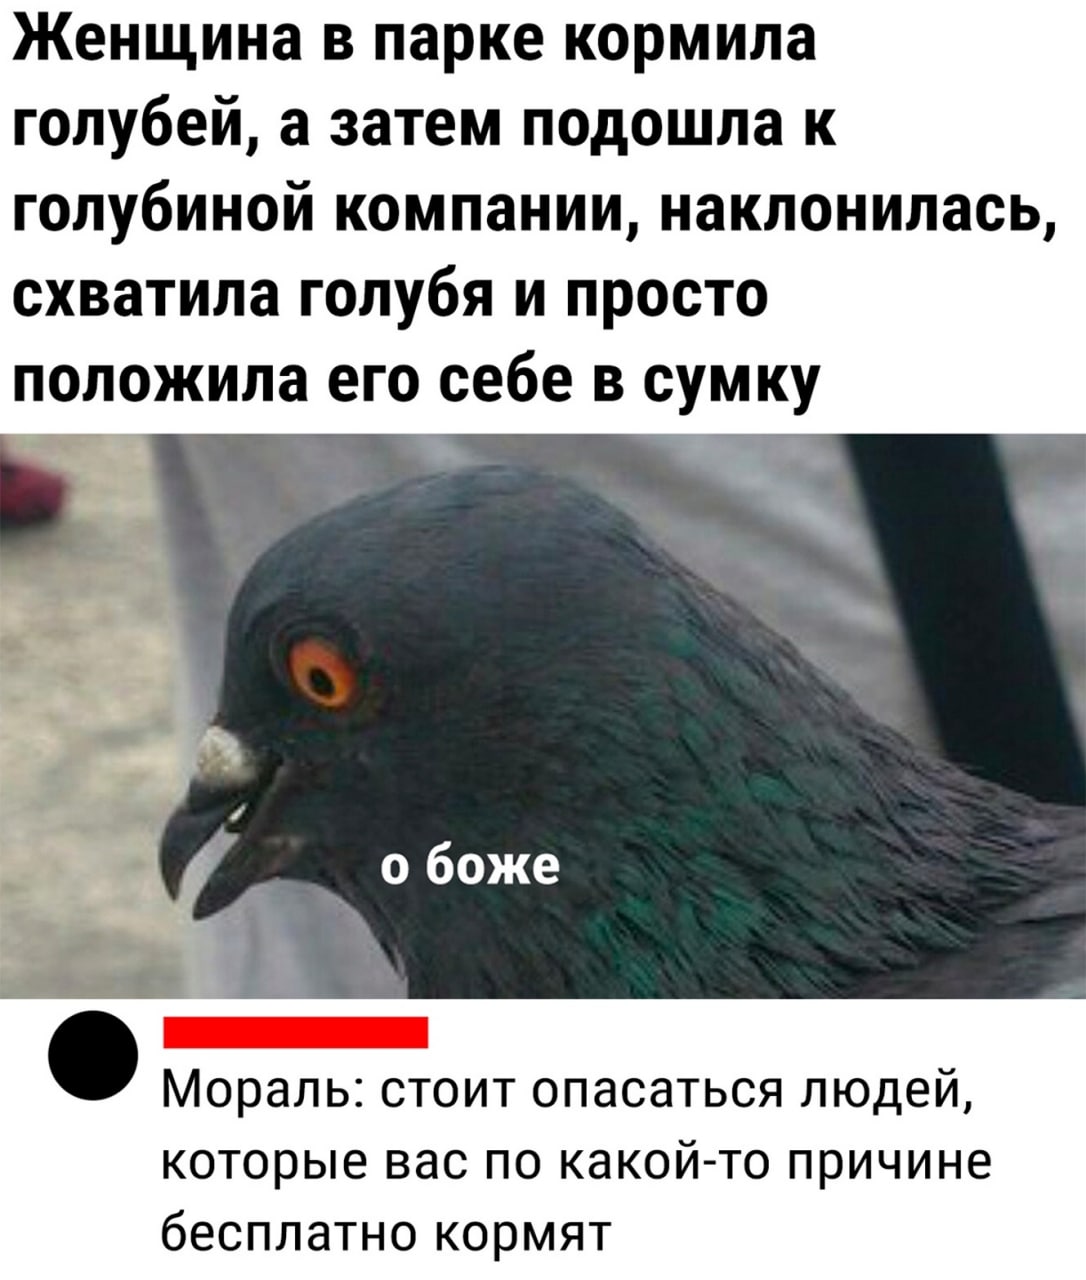 Женщина в парке кормила
голубей, а затем подошла к
голубиной компании, наклонилась,
схватила голубя и просто
положила его себе в сумку
о боже
Мораль: стоит опасаться людей,
которые вас по какой-то причине
бесплатно кормят